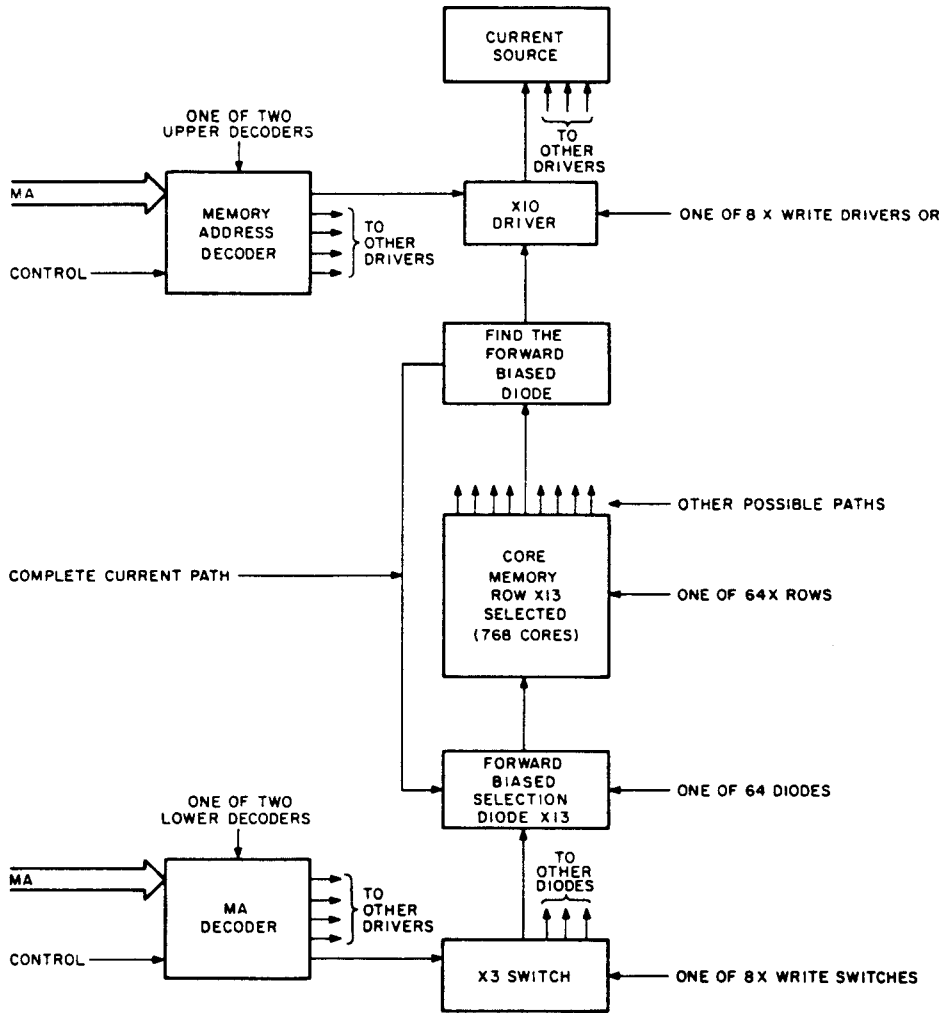 CURRENT
SOURCE
ONE OF TWO
UPPER DECODERS
TO
OTHER
DRIVERS
MA
MEMORY
ADDRESS
DECODER
TO
OTHER
DRIVERS
X10
DRIVER
ONE OF 8 X WRITE DRIVERS OR
CONTROL
FIND THE
FORWARD
BIASED
DIODE
OTHER POSSIBLE PATHS
COMPLETE CURRENT PATH
CORE
MEMORY
ROW X13
SELECTED
(768 CORES)
ONE OF 64X ROWS
FORWARD
BIASED
SELECTION
DIODE X13
ONE OF 64 DIODES
ONE OF TWO
LOWER DECODERS
MA
MA
DECODER
TO
OTHER
DRIVERS
TO
OTHER
DIODES
CONTROL
X3 SWITCH
ONE OF 8X WRITE SWITCHES